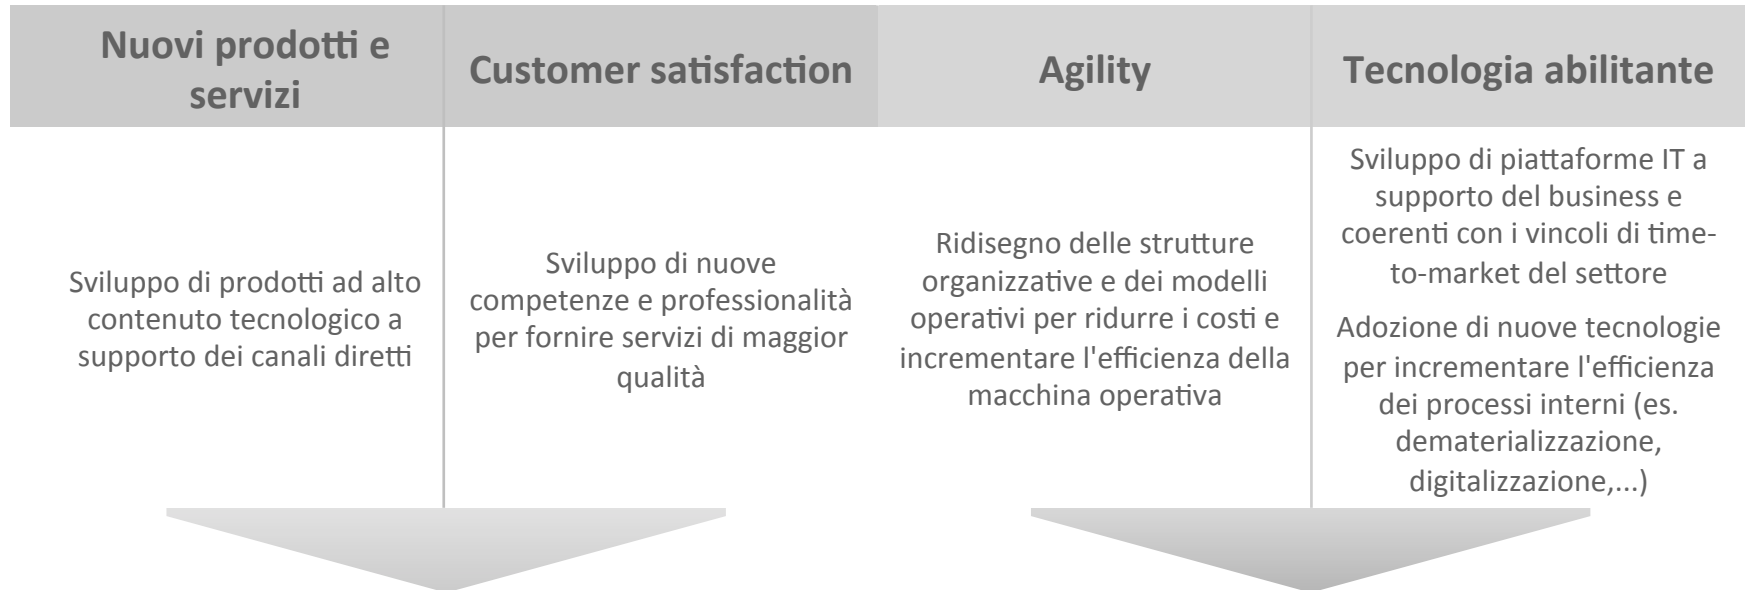 Nuovi prodotti e
servizi
Customer satisfaction
Agility
Tecnologia abilitante
Sviluppo di prodotti ad alto
contenuto tecnologico a
supporto dei canali diretti
Sviluppo di nuove
competenze e professionalità
per fornire servizi di maggior
qualità
Ridisegno delle strutture
organizzative e dei modelli
operativi per ridurre i costi e
incrementare l'efficienza della
macchina operativa
Sviluppo di piattaforme IT a
supporto del business e
coerenti con i vincoli di time-
to-market del settore
Adozione di nuove tecnologie
per incrementare l'efficienza
dei processi interni (es.
dematerializzazione,
digitalizzazione,...)